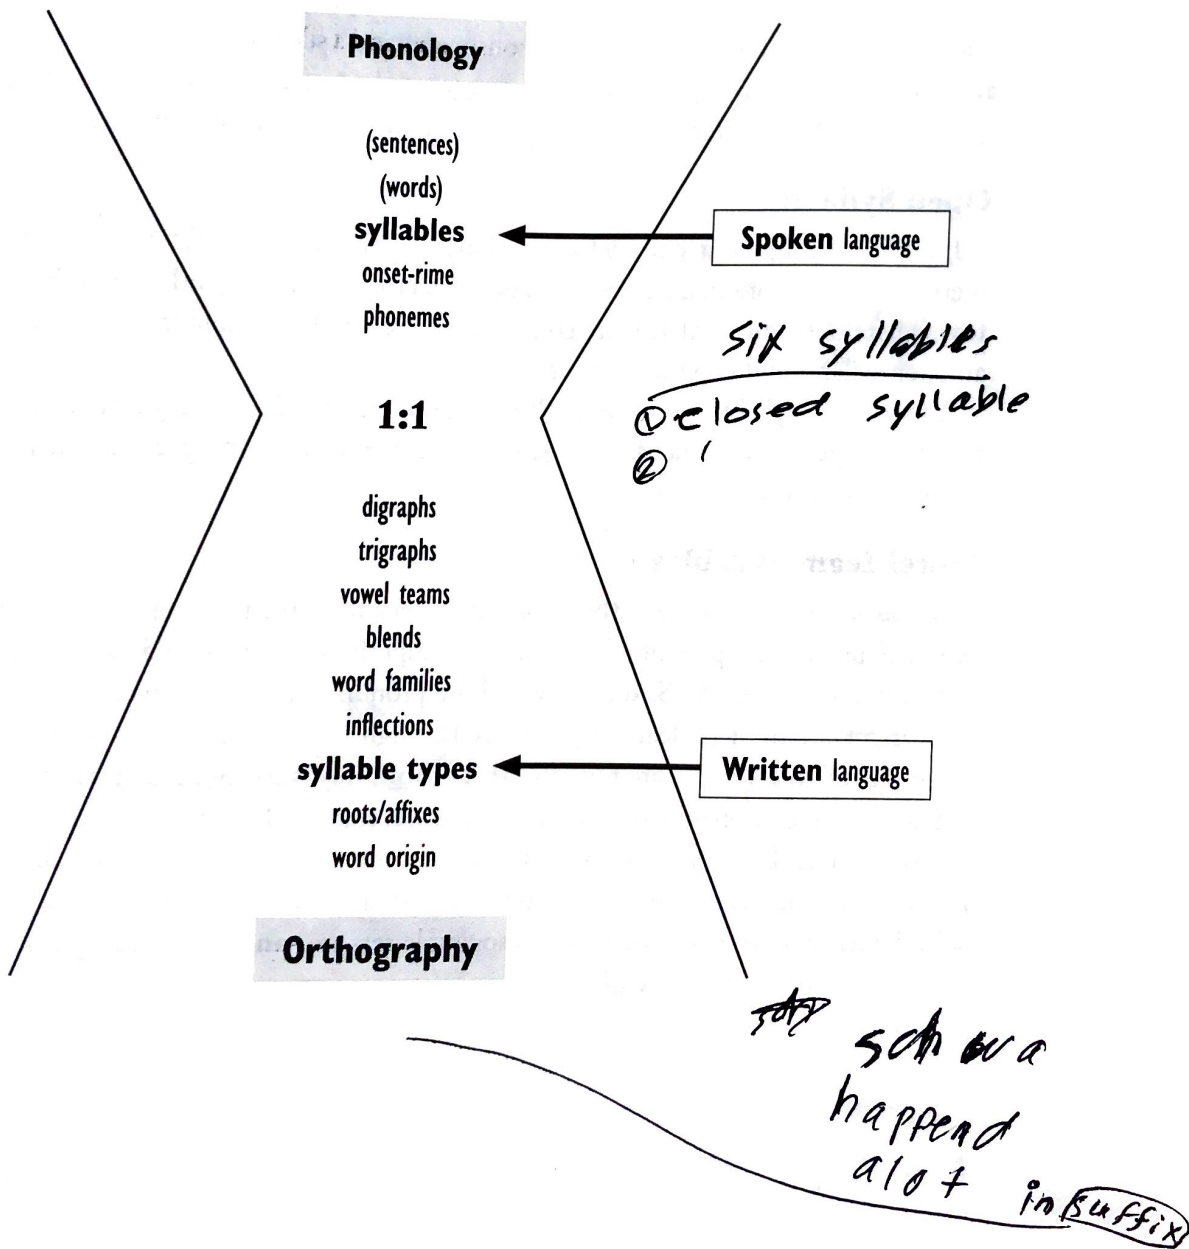 Phonology
(sentences)
(words)
syllables
Spoken language
onset-rime
phonemes
six syllables
1:1
① closed syllable
②
digraphs
trigraphs
vowel teams
blends
word families
inflections
syllable types
Written language
roots/affixes
word origin
Orthography
schwa
happend
alot in suffix